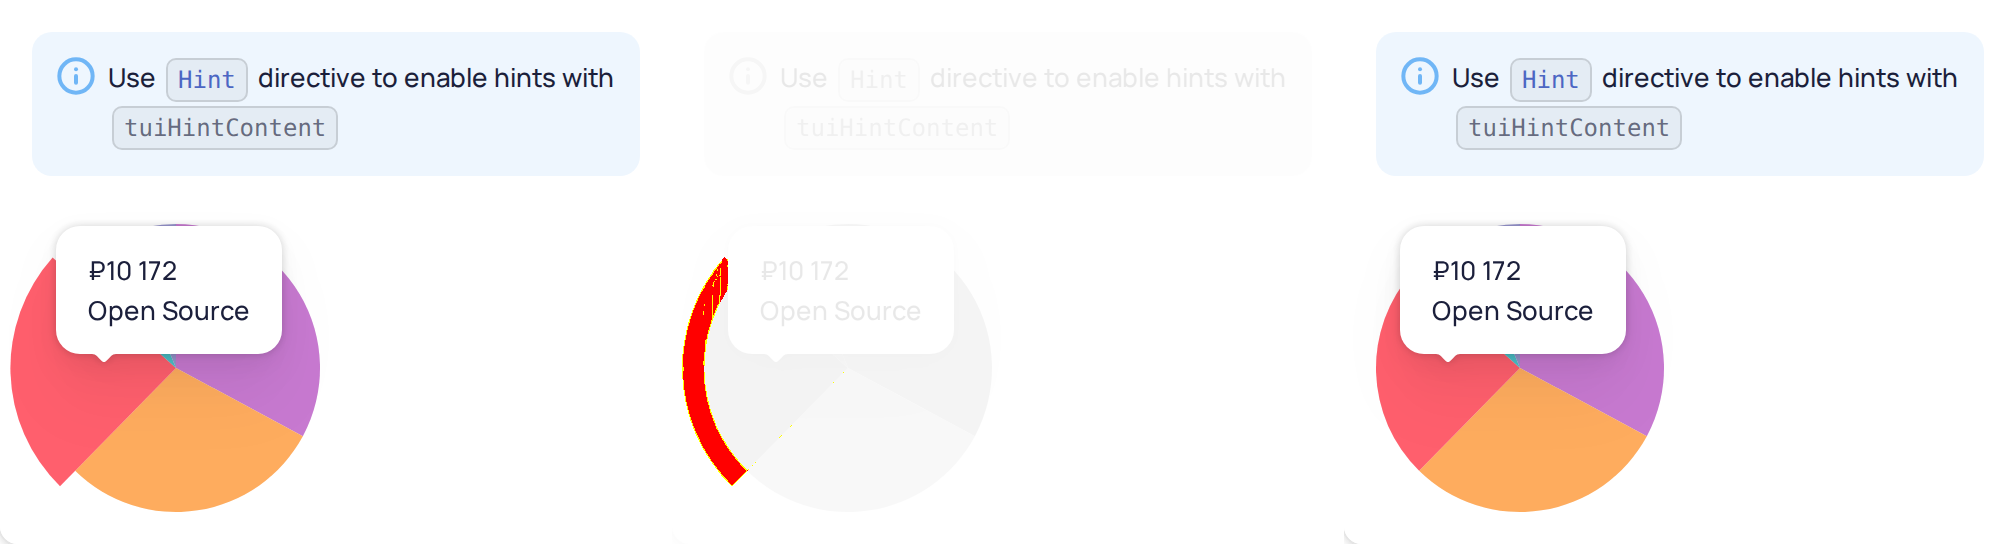 Use Hint directive to enable hints with
tuiHintContent
₽10 172
Open Source
Use Hint directive to enable hints with
tuiHintContent
₽10 172
Open Source
Use Hint directive to enable hints with
tuiHintContent
₽10 172
Open Source